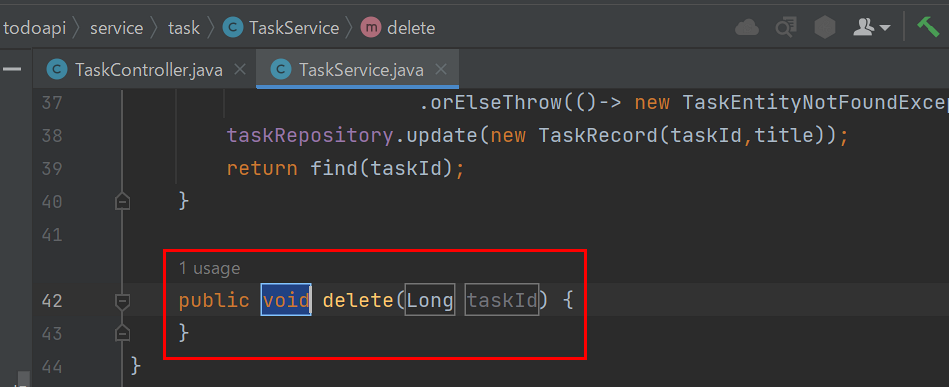 todoapi service task TaskService delete
TaskController.java TaskService.java
37 .orElseThrow(()-> new TaskEntityNotFoundExcep
38 taskRepository.update(new TaskRecord(taskId,title));
39 return find(taskId);
40 }
41
1 usage
42 public void delete(Long taskId) {
43 }
44 }